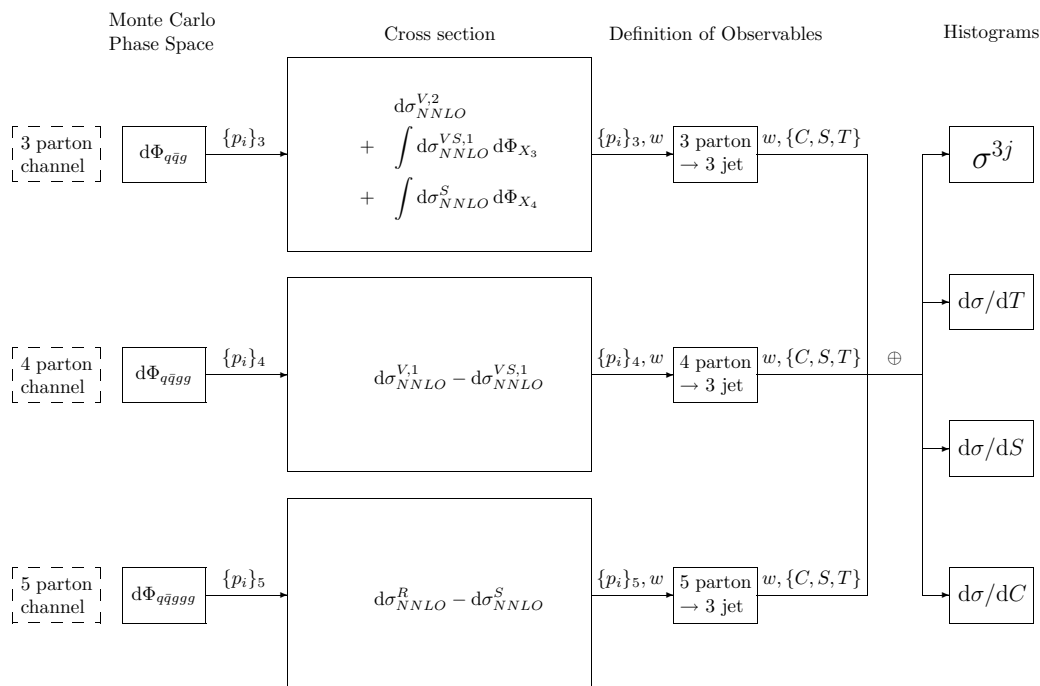 Monte Carlo
Phase Space
Cross section
Definition of Observables
Histograms
3 parton
channel
dΦ_{qq̄g}
{p_i}_3
dσ^{V,2}_{NNLO}
+ ∫ dσ^{VS,1}_{NNLO} dΦ_{X_3}
+ ∫ dσ^{S}_{NNLO} dΦ_{X_4}
{p_i}_3, w
3 parton
→ 3 jet
w, {C, S, T}
σ^{3j}
dσ/dT
4 parton
channel
dΦ_{qq̄gg}
{p_i}_4
dσ^{V,1}_{NNLO} − dσ^{VS,1}_{NNLO}
{p_i}_4, w
4 parton
→ 3 jet
w, {C, S, T}
⊕
dσ/dS
5 parton
channel
dΦ_{qq̄ggg}
{p_i}_5
dσ^{R}_{NNLO} − dσ^{S}_{NNLO}
{p_i}_5, w
5 parton
→ 3 jet
w, {C, S, T}
dσ/dC